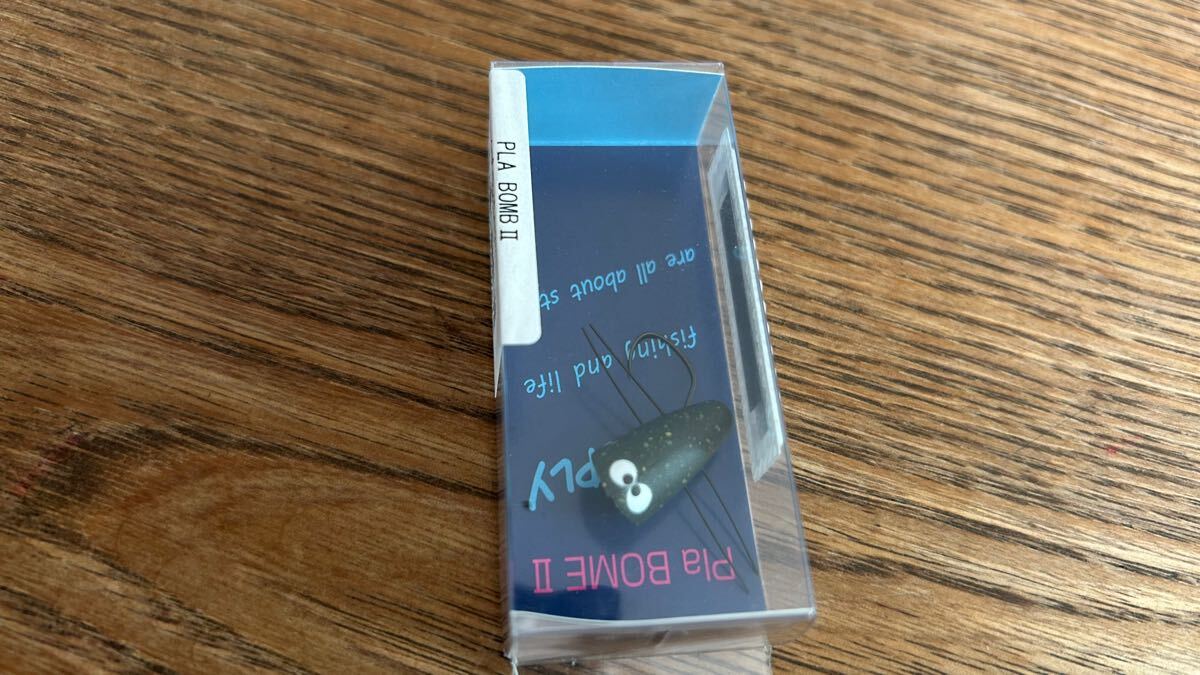 PLA BOMB Ⅱ
Pla BOME Ⅱ
PLY
fishing and life
are all about st